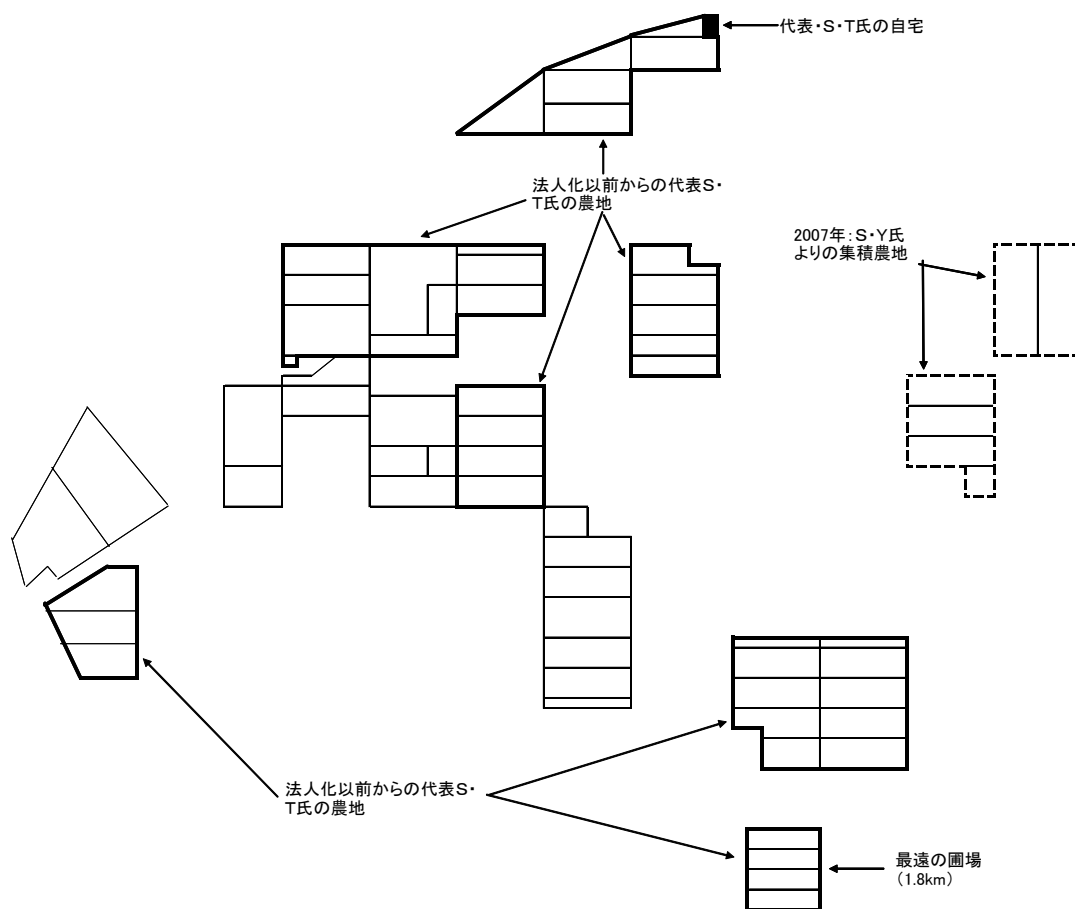 代表・S・T氏の自宅
法人化以前からの代表S・
T氏の農地
2007年：S・Y氏
よりの集積農地
法人化以前からの代表S・
T氏の農地
最遠の圃場
（1.8km）